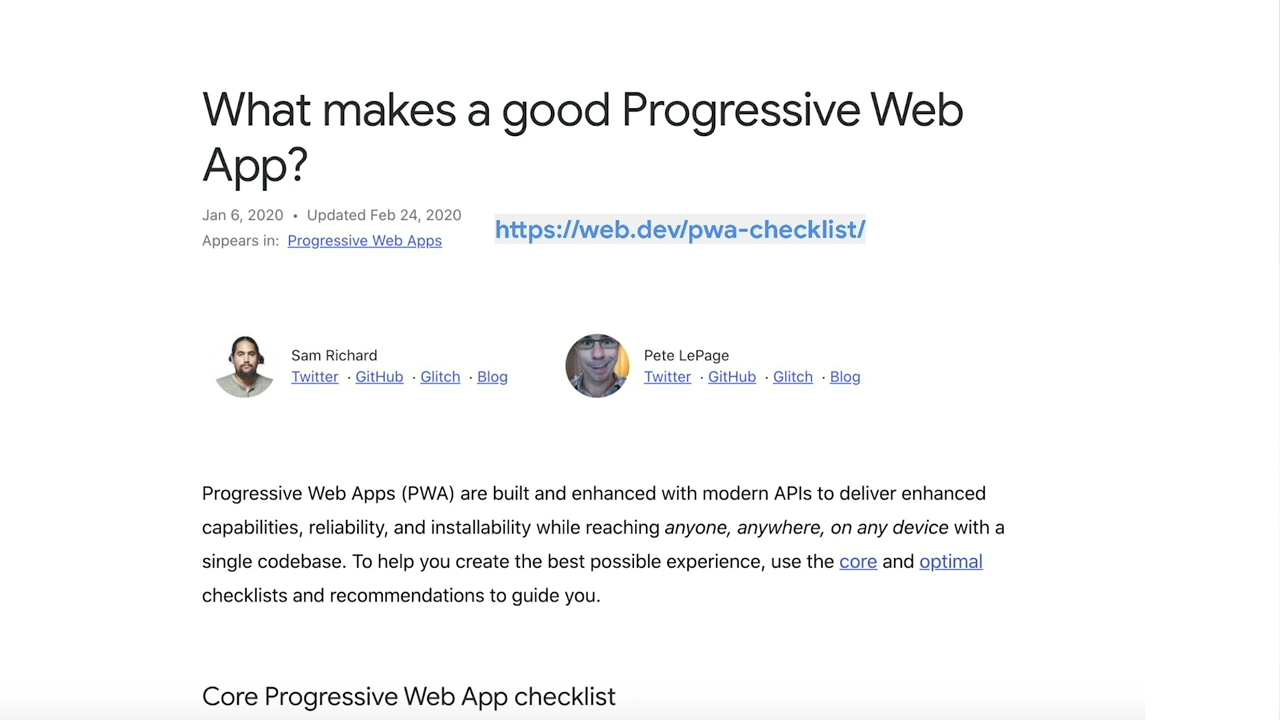 What makes a good Progressive Web
App?
Jan 6, 2020 • Updated Feb 24, 2020
https://web.dev/pwa-checklist/
Appears in: Progressive Web Apps
Sam Richard
Twitter · GitHub · Glitch · Blog
Pete LePage
Twitter · GitHub · Glitch · Blog
Progressive Web Apps (PWA) are built and enhanced with modern APIs to deliver enhanced
capabilities, reliability, and installability while reaching anyone, anywhere, on any device with a
single codebase. To help you create the best possible experience, use the core and optimal
checklists and recommendations to guide you.
Core Progressive Web App checklist